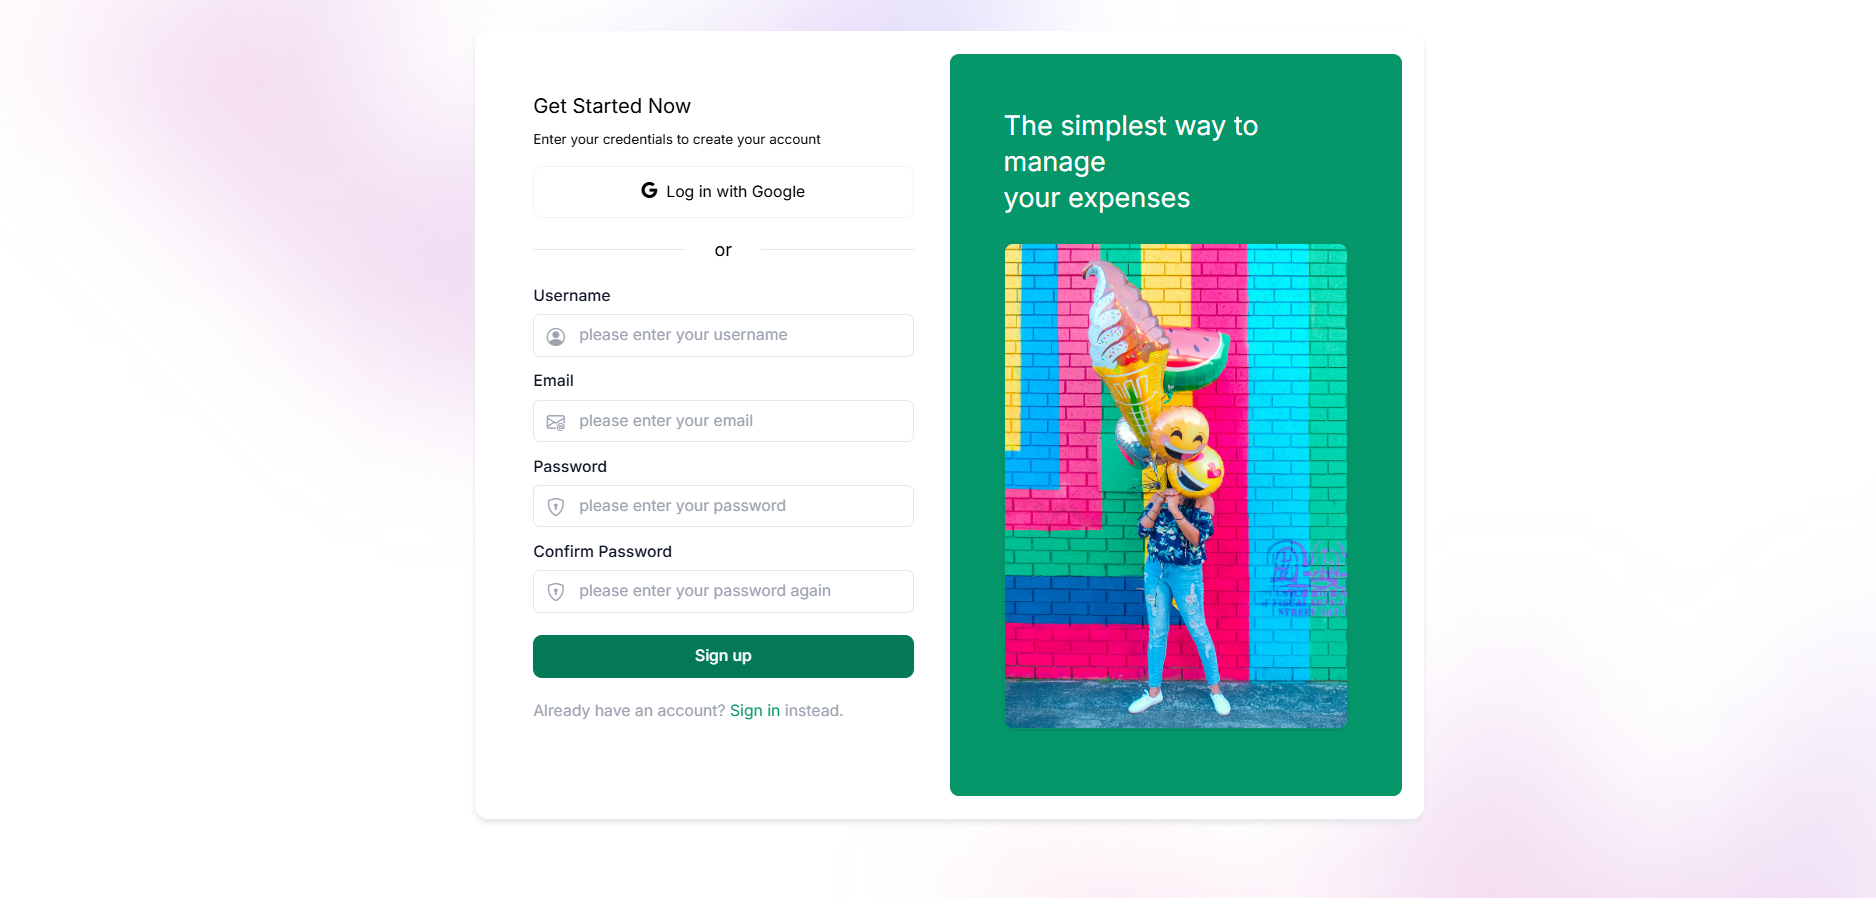 Get Started Now
Enter your credentials to create your account
Log in with Google
or
Username
please enter your username
Email
please enter your email
Password
please enter your password
Confirm Password
please enter your password again
Sign up
Already have an account? Sign in instead.
The simplest way to
manage
your expenses